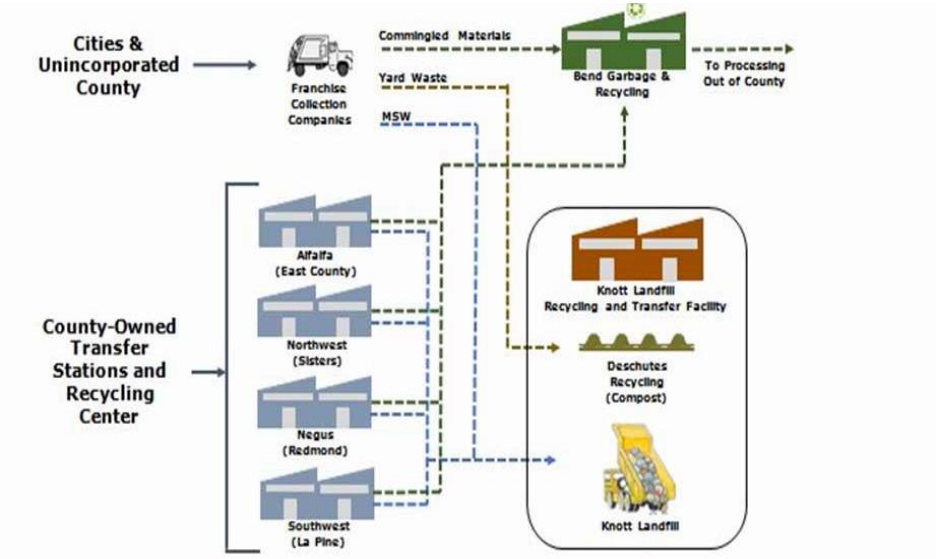 Cities &
Unincorporated
County
Franchise
Collection
Companies
Commingled Materials
Yard Waste
MSW
Bend Garbage &
Recycling
To Processing
Out of County
County-Owned
Transfer
Stations and
Recycling
Center
Alfalfa
(East County)
Northwest
(Sisters)
Negus
(Redmond)
Southwest
(La Pine)
Knott Landfill
Recycling and Transfer Facility
Deschutes
Recycling
(Compost)
Knott Landfill